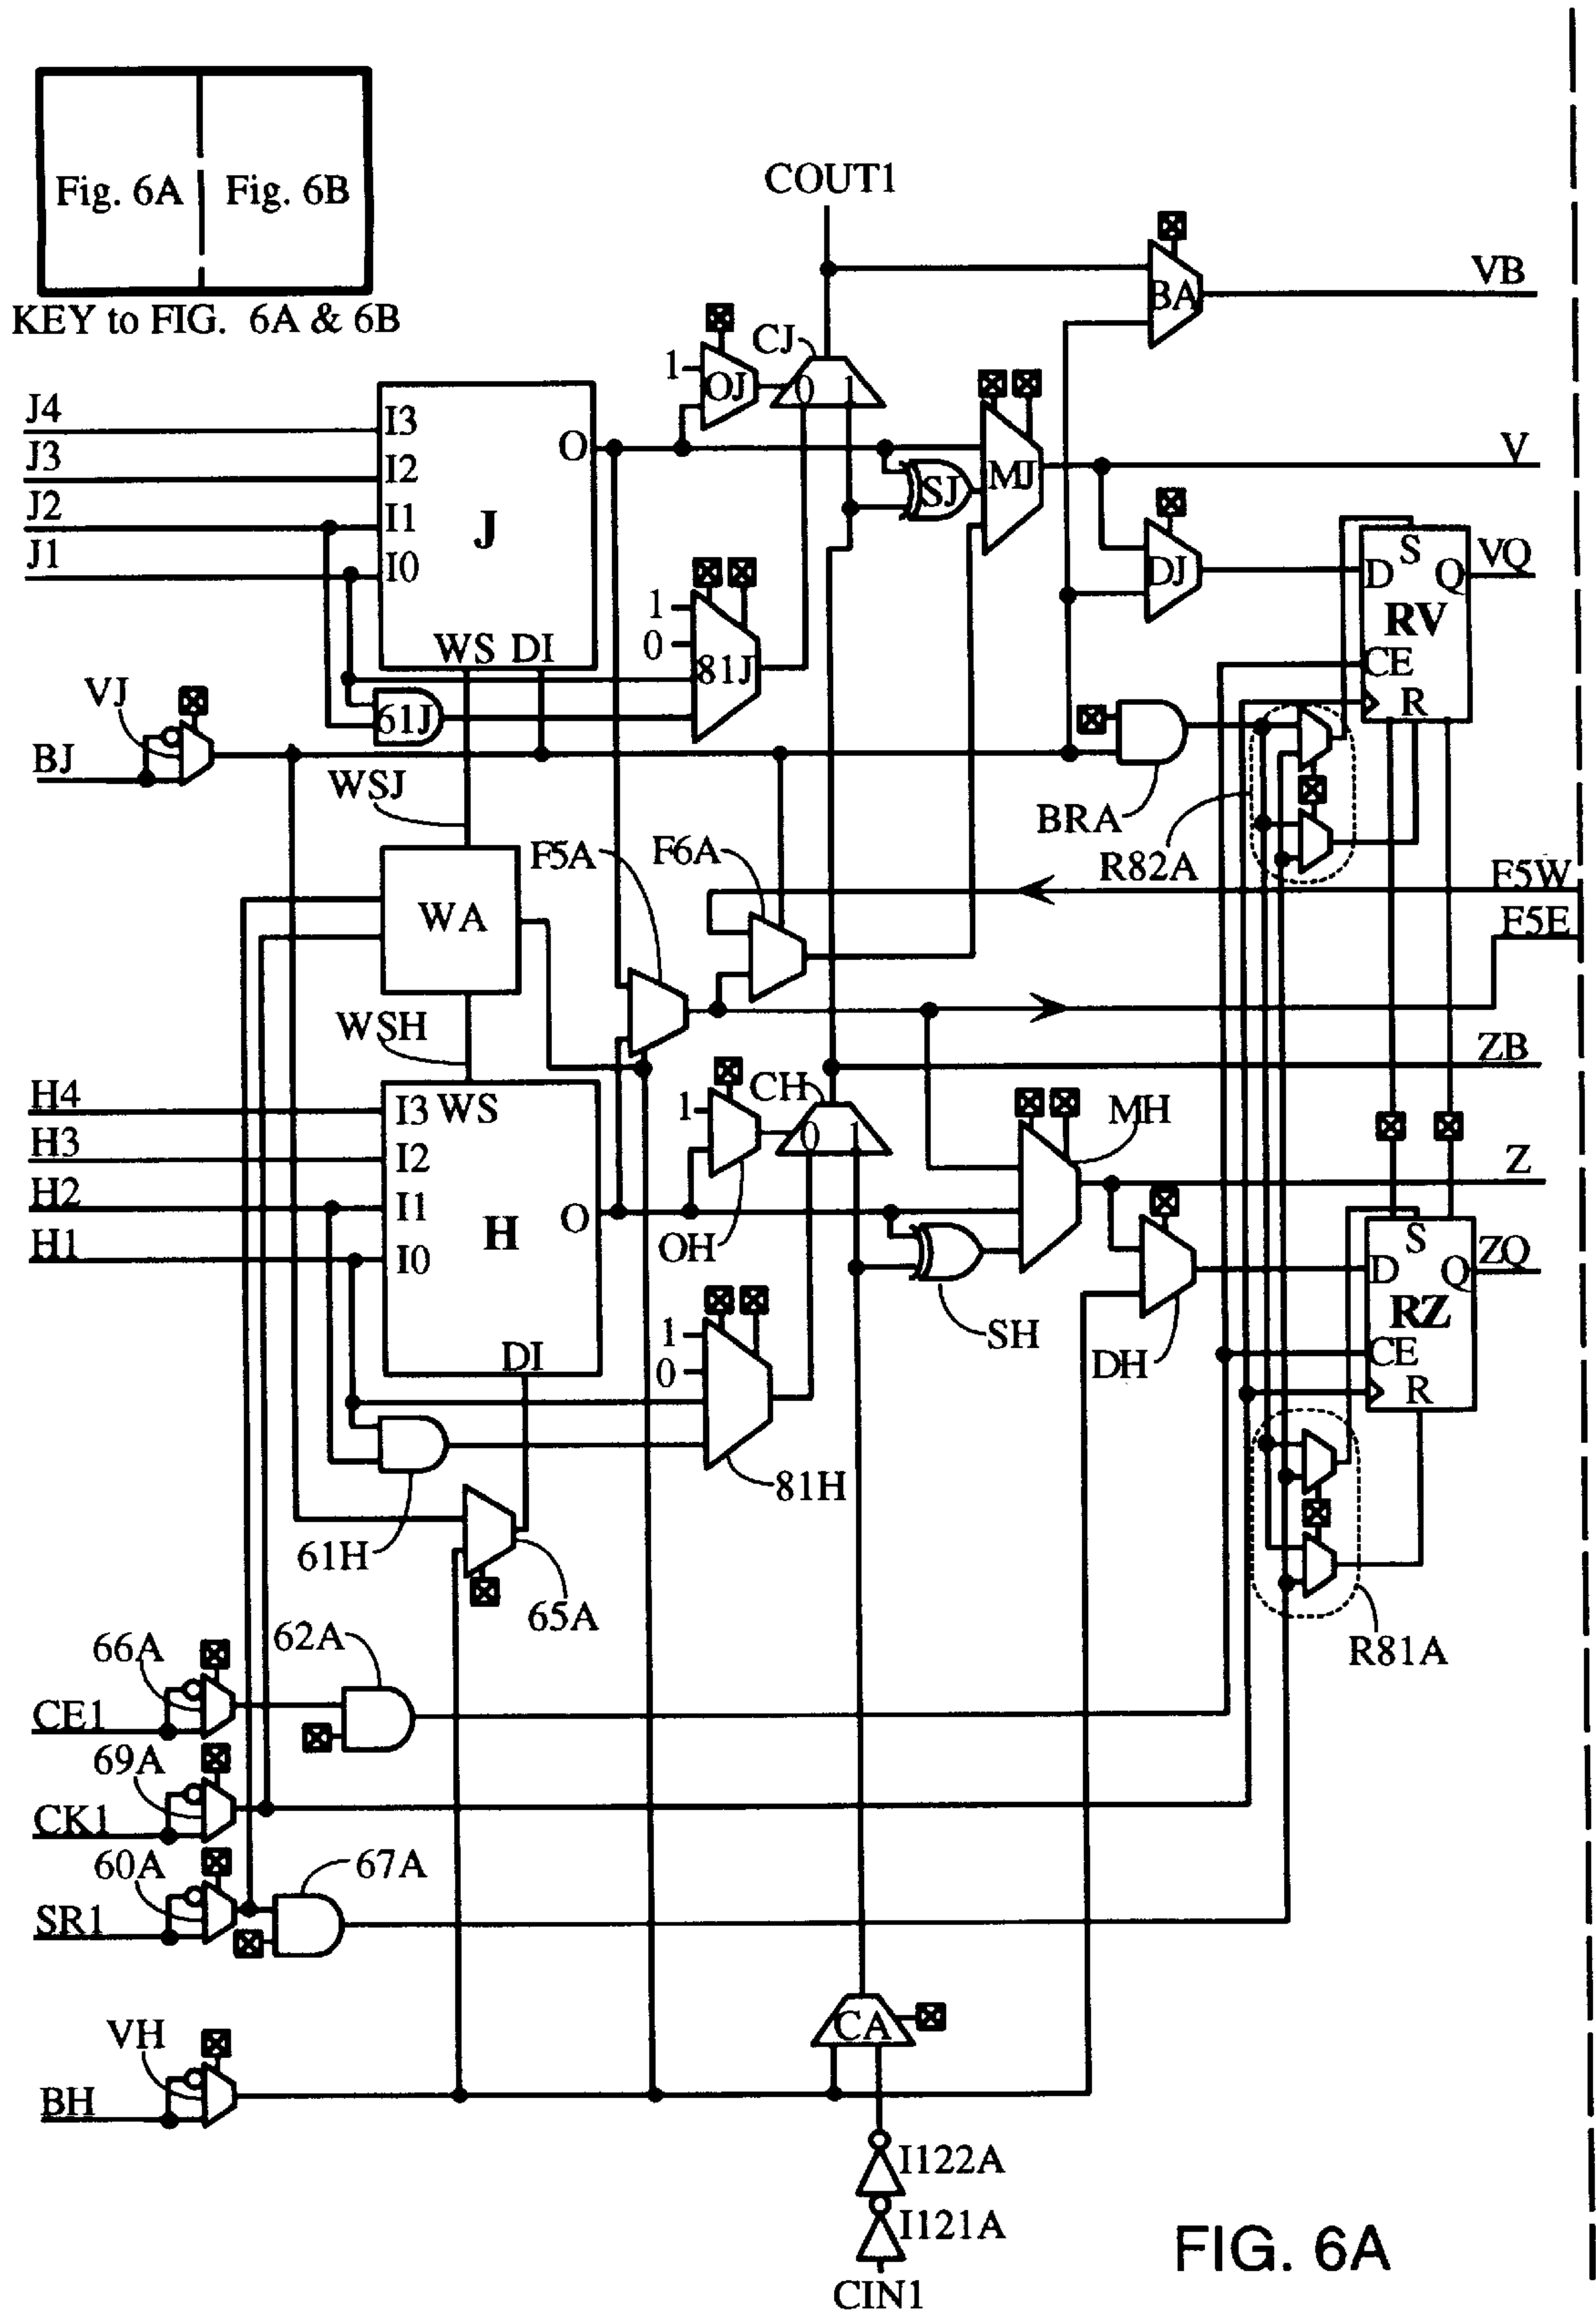 Fig. 6A Fig. 6B
KEY to FIG. 6A & 6B
COUT1
BA
VB
CJ
1
OJ
0 1
J4
J3
J2
J1
I3
I2
I1
I0
O
J
WS DI
SJ
MJ
V
DJ
D S Q
VQ
RV
CE
R
1
0
81J
61J
VJ
BJ
WSJ
BRA
R82A
F5A
F6A
F5W
F5E
WA
WSH
ZB
H4
H3
H2
H1
I3 WS
I2
I1
I0
O
H
DI
1
OH
CH
0 1
MH
Z
SH
DH
D S Q
ZQ
RZ
CE
R
1
0
81H
61H
65A
R81A
66A
62A
CE1
69A
CK1
60A
67A
SR1
VH
BH
CA
I122A
I121A
CIN1
FIG. 6A